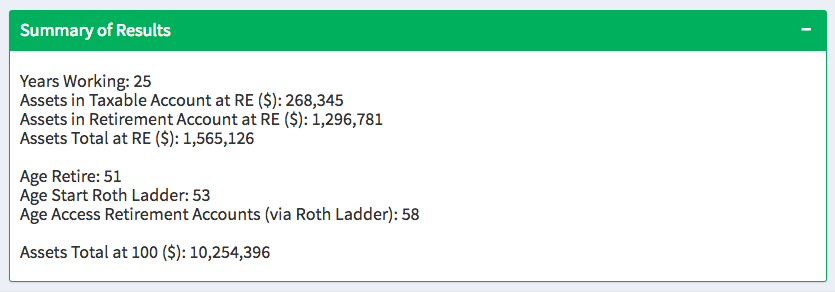 Summary of Results
Years Working: 25
Assets in Taxable Account at RE ($): 268,345
Assets in Retirement Account at RE ($): 1,296,781
Assets Total at RE ($): 1,565,126
Age Retire: 51
Age Start Roth Ladder: 53
Age Access Retirement Accounts (via Roth Ladder): 58
Assets Total at 100 ($): 10,254,396